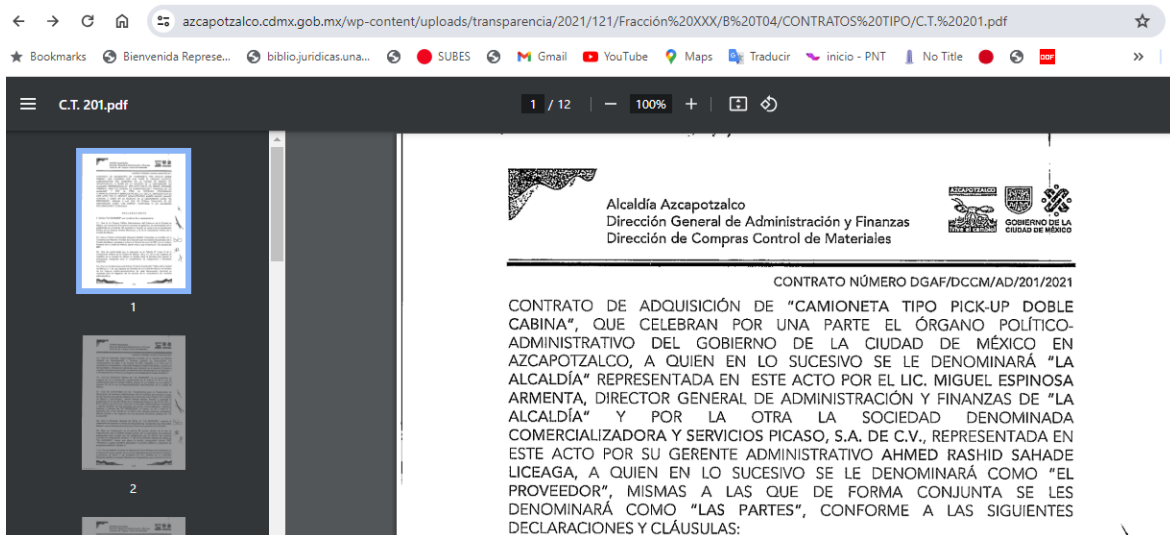 azcapotzalco.cdmx.gob.mx/wp-content/uploads/transparencia/2021/121/Fracción%20XXX/B%20T04/CONTRATOS%20TIPO/C.T.%20201.pdf
Bookmarks Bienvenida Represe... biblio.juridicas.una... SUBES Gmail YouTube Maps Traducir inicio - PNT No Title DOF »
C.T. 201.pdf 1 / 12 | — 100% + |
1
2
Alcaldía Azcapotzalco
Dirección General de Administración y Finanzas
Dirección de Compras Control de Materiales
AZCAPOTZALCO
GOBIERNO DE LA
CIUDAD DE MÉXICO
CONTRATO NÚMERO DGAF/DCCM/AD/201/2021
CONTRATO DE ADQUISICIÓN DE "CAMIONETA TIPO PICK-UP DOBLE
CABINA", QUE CELEBRAN POR UNA PARTE EL ÓRGANO POLÍTICO-
ADMINISTRATIVO DEL GOBIERNO DE LA CIUDAD DE MÉXICO EN
AZCAPOTZALCO, A QUIEN EN LO SUCESIVO SE LE DENOMINARÁ "LA
ALCALDÍA" REPRESENTADA EN ESTE ACTO POR EL LIC. MIGUEL ESPINOSA
ARMENTA, DIRECTOR GENERAL DE ADMINISTRACIÓN Y FINANZAS DE "LA
ALCALDÍA" Y POR LA OTRA LA SOCIEDAD DENOMINADA
COMERCIALIZADORA Y SERVICIOS PICASO, S.A. DE C.V., REPRESENTADA EN
ESTE ACTO POR SU GERENTE ADMINISTRATIVO AHMED RASHID SAHADE
LICEAGA, A QUIEN EN LO SUCESIVO SE LE DENOMINARÁ COMO "EL
PROVEEDOR", MISMAS A LAS QUE DE FORMA CONJUNTA SE LES
DENOMINARÁ COMO "LAS PARTES", CONFORME A LAS SIGUIENTES
DECLARACIONES Y CLÁUSULAS: